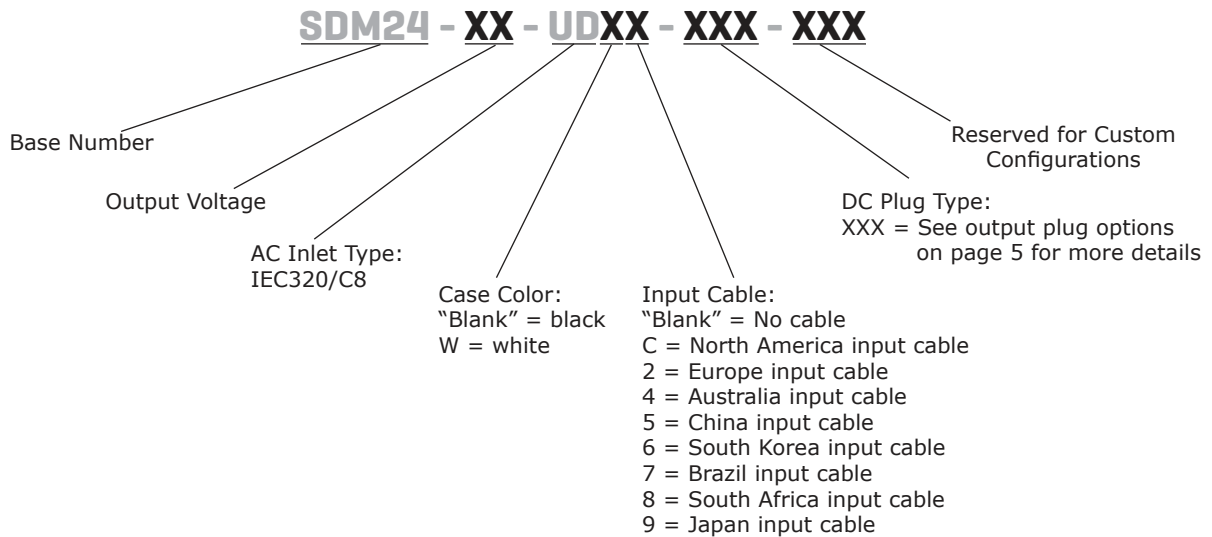 SDM24 - XX - UDXX - XXX - XXX
Base Number
Output Voltage
AC Inlet Type:
IEC320/C8
Case Color:
“Blank” = black
W = white
Input Cable:
“Blank” = No cable
C = North America input cable
2 = Europe input cable
4 = Australia input cable
5 = China input cable
6 = South Korea input cable
7 = Brazil input cable
8 = South Africa input cable
9 = Japan input cable
DC Plug Type:
XXX = See output plug options
on page 5 for more details
Reserved for Custom
Configurations